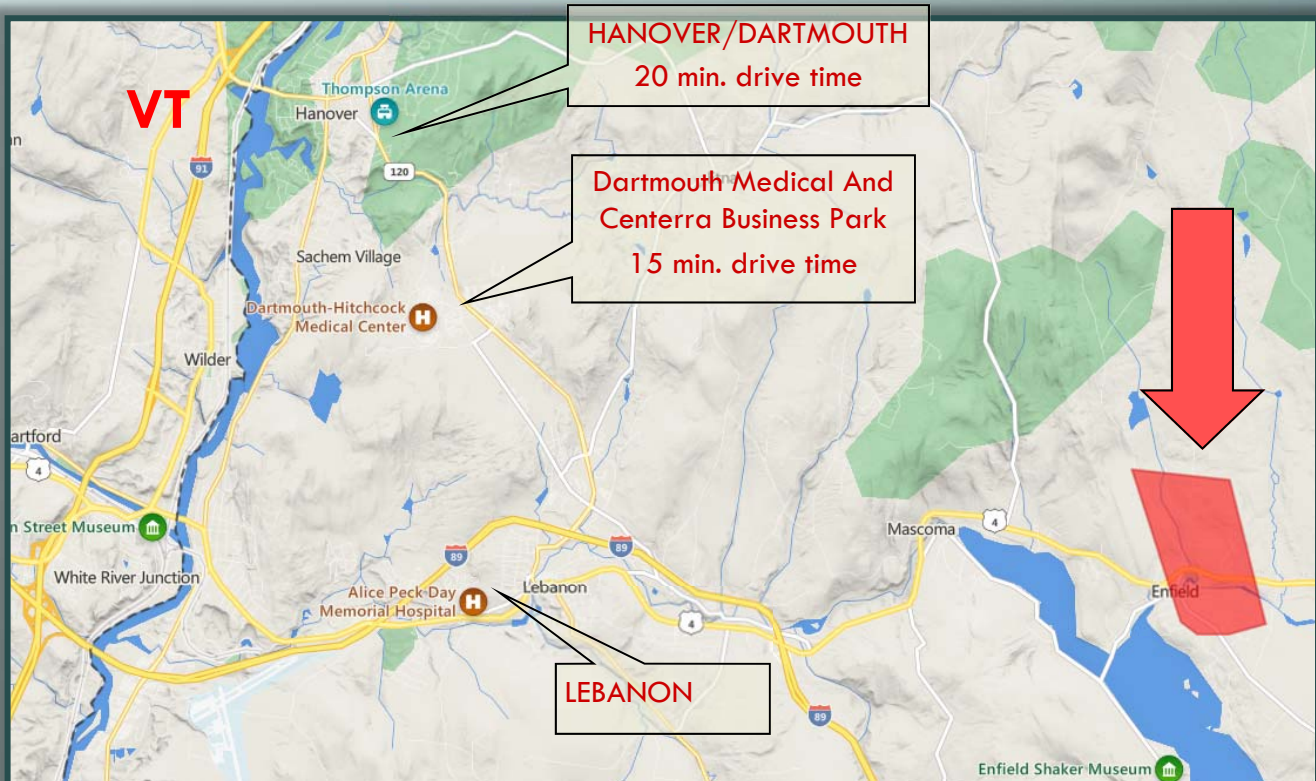 HANOVER/DARTMOUTH
20 min. drive time
VT
Thompson Arena
Hanover
91
120
Dartmouth Medical And
Centerra Business Park
15 min. drive time
Sachem Village
Dartmouth-Hitchcock
Medical Center
H
Wilder
artford
4
n Street Museum
4
Mascoma
89
89
White River Junction
Alice Peck Day
Memorial Hospital
H
Lebanon
Enfield
4
LEBANON
89
Enfield Shaker Museum